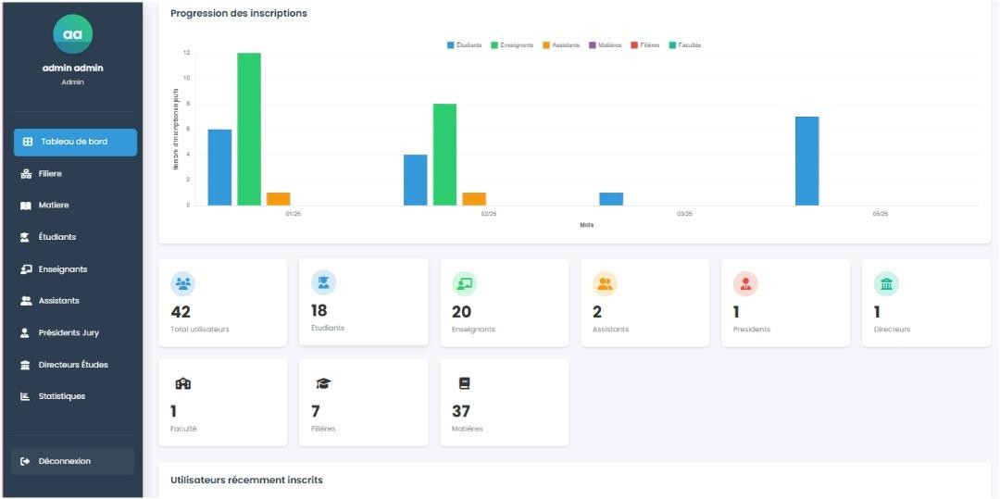 aa
admin admin
Admin
Tableau de bord
Filiere
Matiere
Étudiants
Enseignants
Assistants
Présidents Jury
Directeurs Études
Statistiques
Déconnexion
Progression des inscriptions
Étudiants Enseignants Assistants Matières Filières Facultés
Nombre d'inscriptions/ajouts
12
10
8
6
4
2
0
01/25 02/25 03/25 05/25
Mois
42
Total utilisateurs
18
Étudiants
20
Enseignants
2
Assistants
1
Presidents
1
Directeurs
1
Faculté
7
Filières
37
Matières
Utilisateurs récemment inscrits